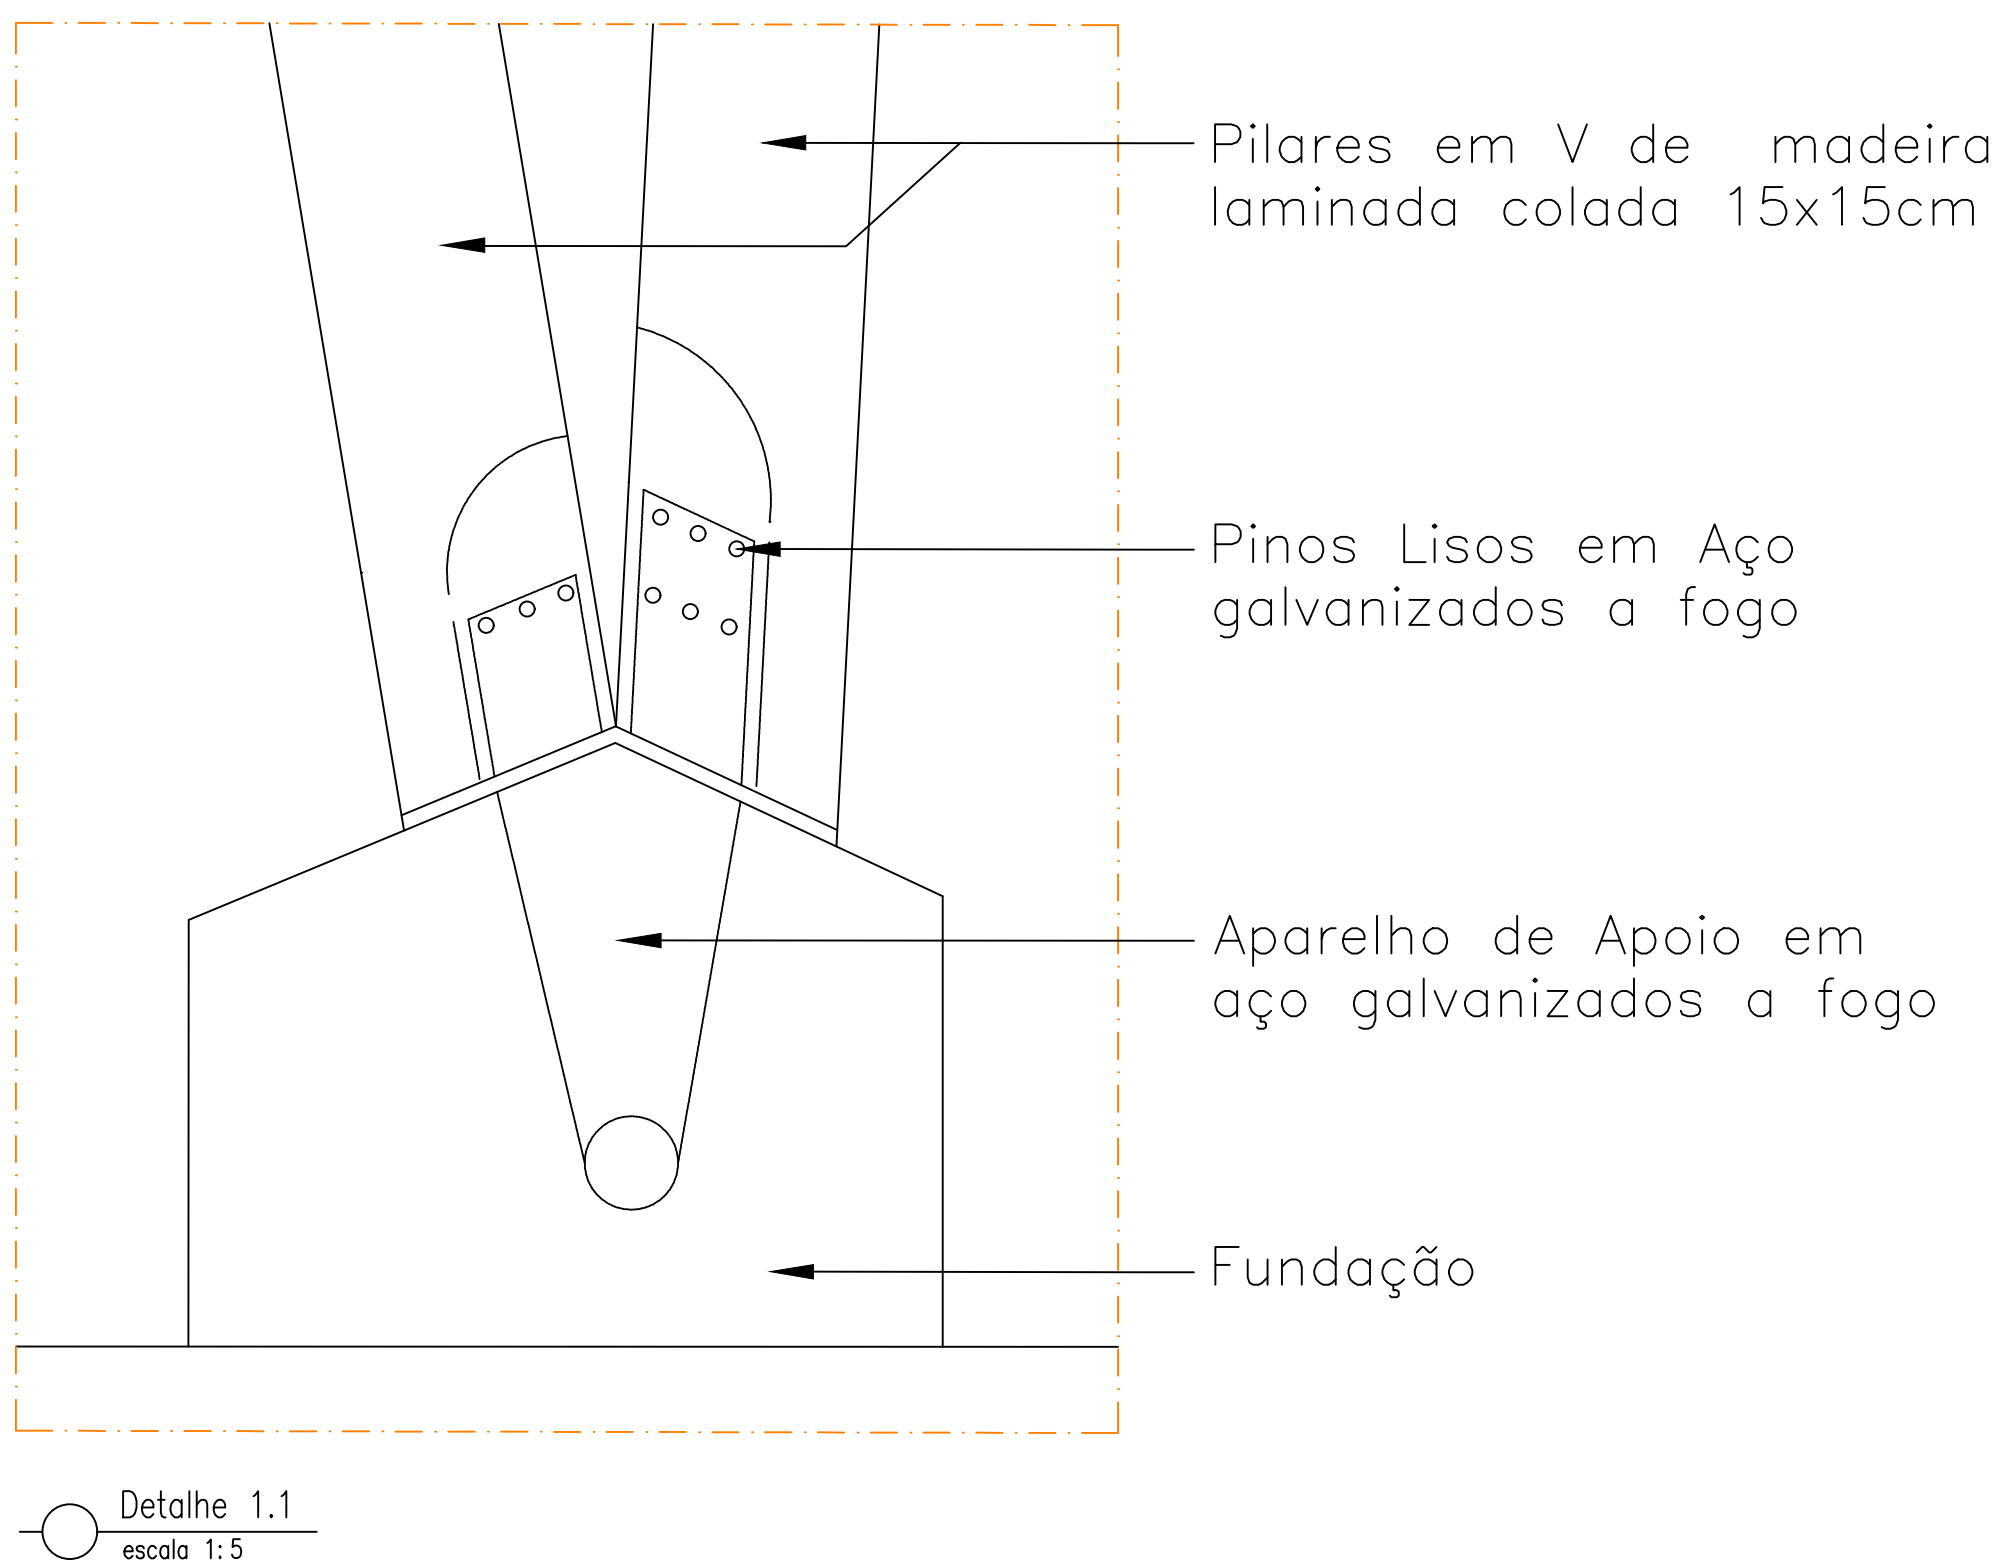 Pilares em V de madeira
laminada colada 15x15cm
Pinos Lisos em Aço
galvanizados a fogo
Aparelho de Apoio em
aço galvanizados a fogo
Fundação
Detalhe 1.1
escala 1:5